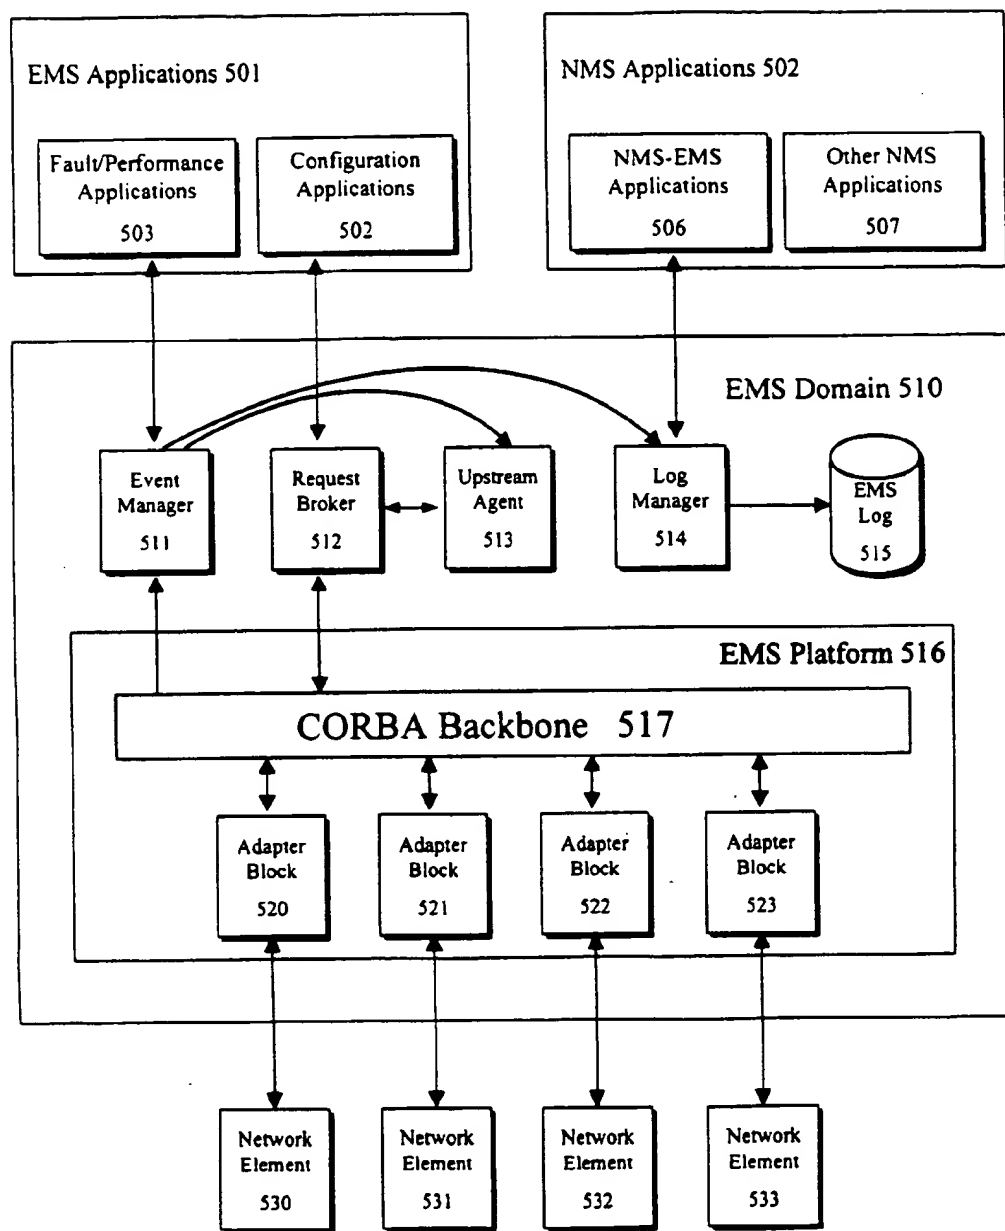 EMS Applications 501
NMS Applications 502
Fault/Performance
Applications
503
Configuration
Applications
502
NMS-EMS
Applications
506
Other NMS
Applications
507
EMS Domain 510
Event
Manager
511
Request
Broker
512
Upstream
Agent
513
Log
Manager
514
EMS
Log
515
EMS Platform 516
CORBA Backbone 517
Adapter
Block
520
Adapter
Block
521
Adapter
Block
522
Adapter
Block
523
Network
Element
530
Network
Element
531
Network
Element
532
Network
Element
533